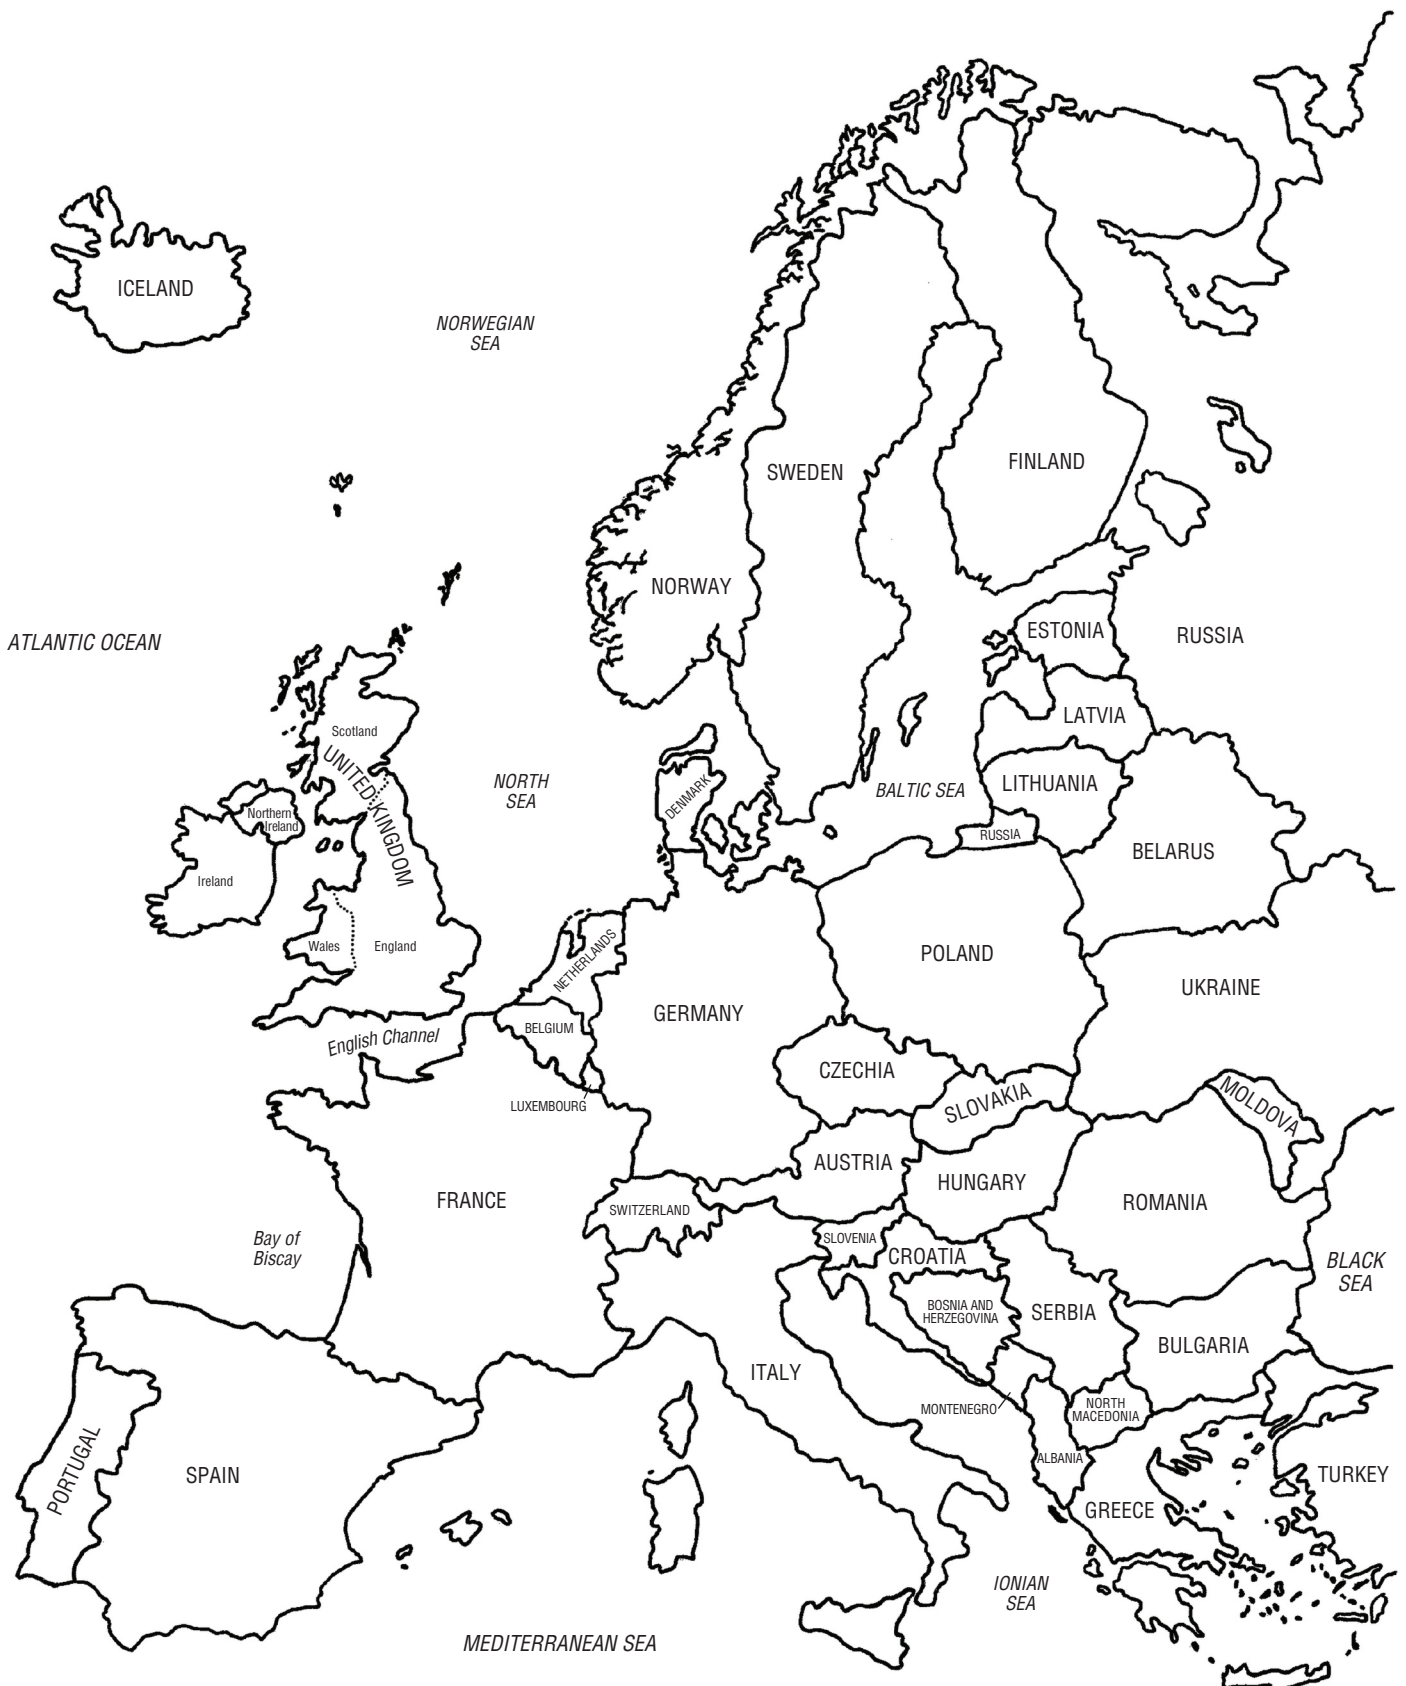 ICELAND
NORWEGIAN
SEA
SWEDEN
FINLAND
NORWAY
ESTONIA
RUSSIA
ATLANTIC OCEAN
LATVIA
Scotland
UNITED KINGDOM
NORTH
SEA
DENMARK
BALTIC SEA
LITHUANIA
Northern
Ireland
RUSSIA
BELARUS
Ireland
Wales
England
NETHERLANDS
POLAND
UKRAINE
GERMANY
BELGIUM
English Channel
CZECHIA
LUXEMBOURG
SLOVAKIA
MOLDOVA
AUSTRIA
HUNGARY
FRANCE
ROMANIA
SWITZERLAND
Bay of
Biscay
SLOVENIA
CROATIA
BLACK
SEA
BOSNIA AND
HERZEGOVINA
SERBIA
BULGARIA
ITALY
MONTENEGRO
NORTH
MACEDONIA
PORTUGAL
SPAIN
ALBANIA
TURKEY
GREECE
IONIAN
SEA
MEDITERRANEAN SEA